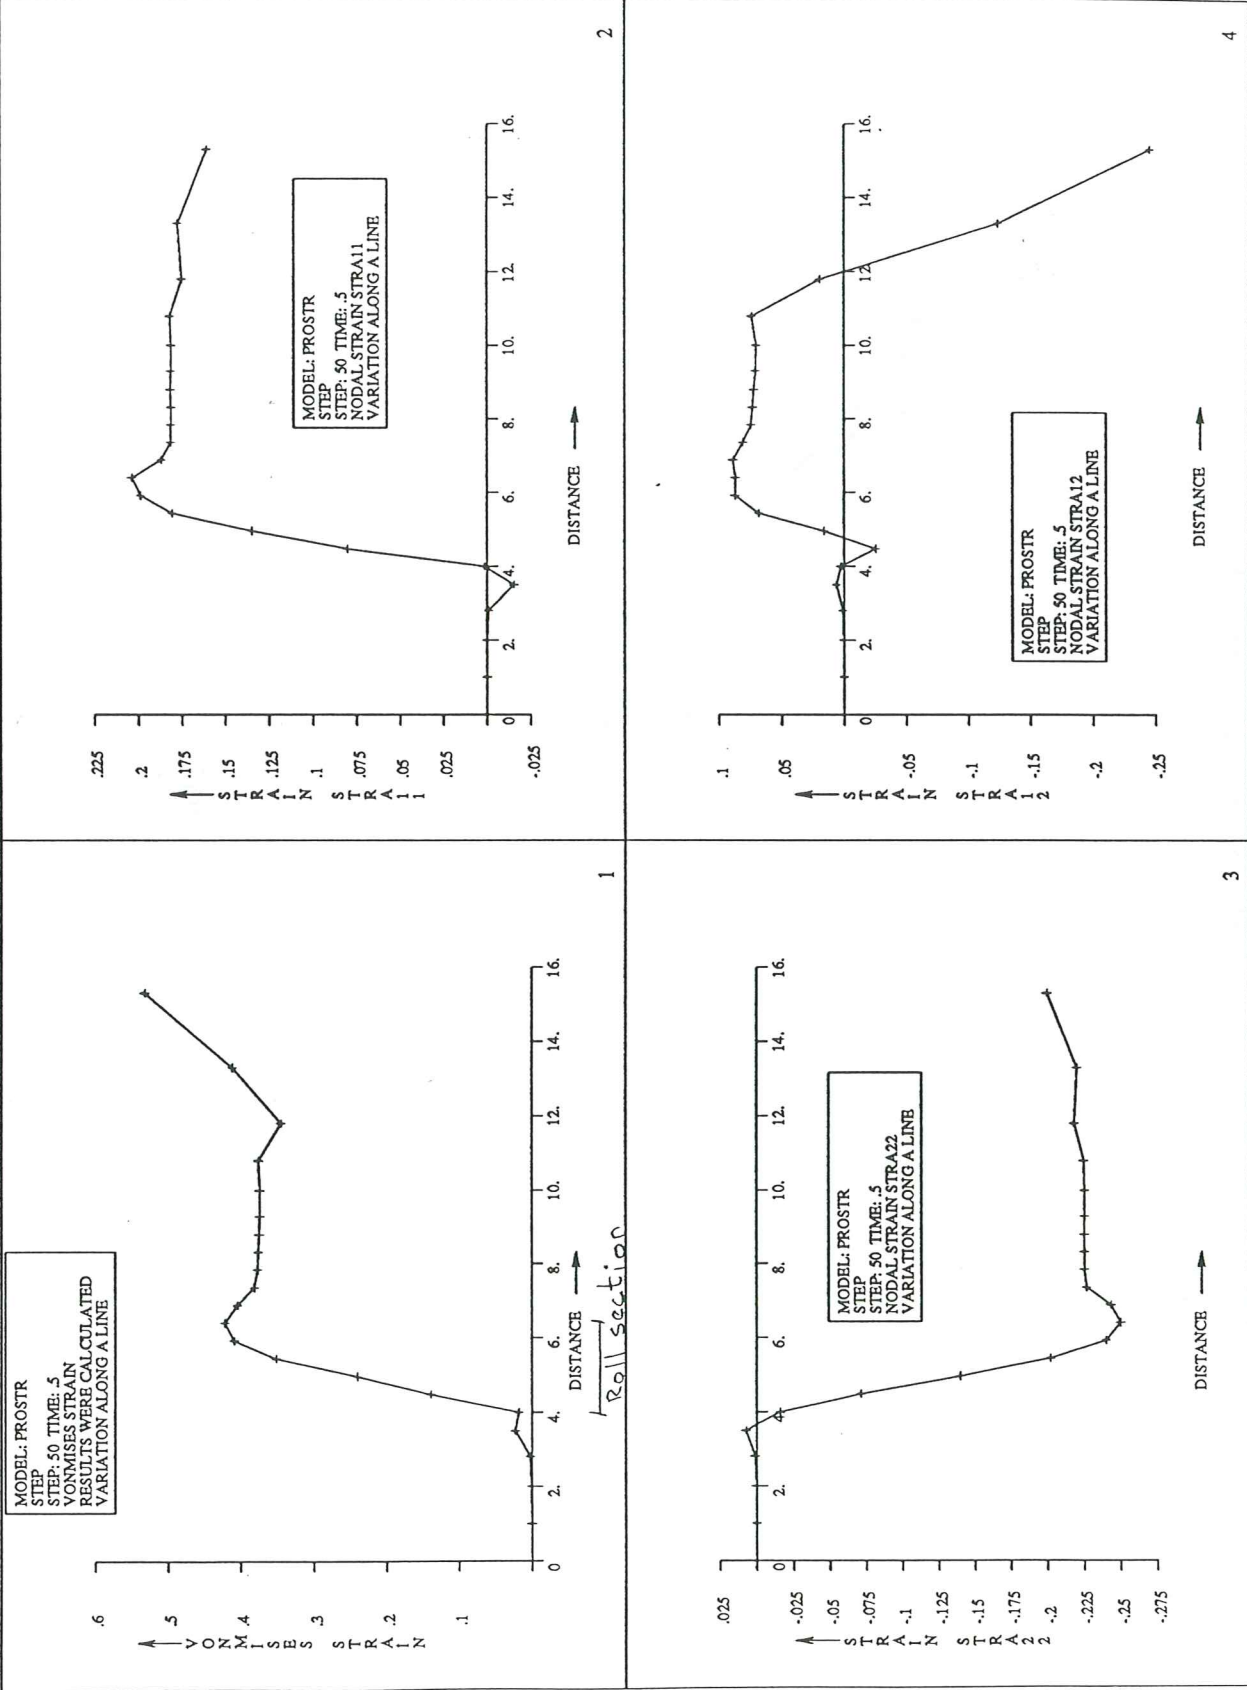 MODEL: PROSTR
STEP
STEP: 50 TIME: .5
VONMISES STRAIN
RESULTS WERE CALCULATED
VARIATION ALONG A LINE
.6
.5
.4
.3
.2
.1
VONMISES STRAIN
0 2. 4. 6. 8. 10. 12. 14. 16.
DISTANCE
Roll section
1
.225
.2
.175
.15
.125
.1
.075
.05
.025
-.025
STRAIN STRA11
MODEL: PROSTR
STEP
STEP: 50 TIME: .5
NODAL STRAIN STRA11
VARIATION ALONG A LINE
0 2. 4. 6. 8. 10. 12. 14. 16.
DISTANCE
2
.025
-.025
-.05
-.075
-.1
-.125
-.15
-.175
-.2
-.225
-.25
-.275
STRAIN STRA22
0 2. 4. 6. 8. 10. 12. 14. 16.
MODEL: PROSTR
STEP
STEP: 50 TIME: .5
NODAL STRAIN STRA22
VARIATION ALONG A LINE
DISTANCE
3
.1
.05
-.05
-.1
-.15
-.2
-.25
STRAIN STRA12
0 2. 4. 6. 8. 10. 12. 14. 16.
MODEL: PROSTR
STEP
STEP: 50 TIME: .5
NODAL STRAIN STRA12
VARIATION ALONG A LINE
DISTANCE
4